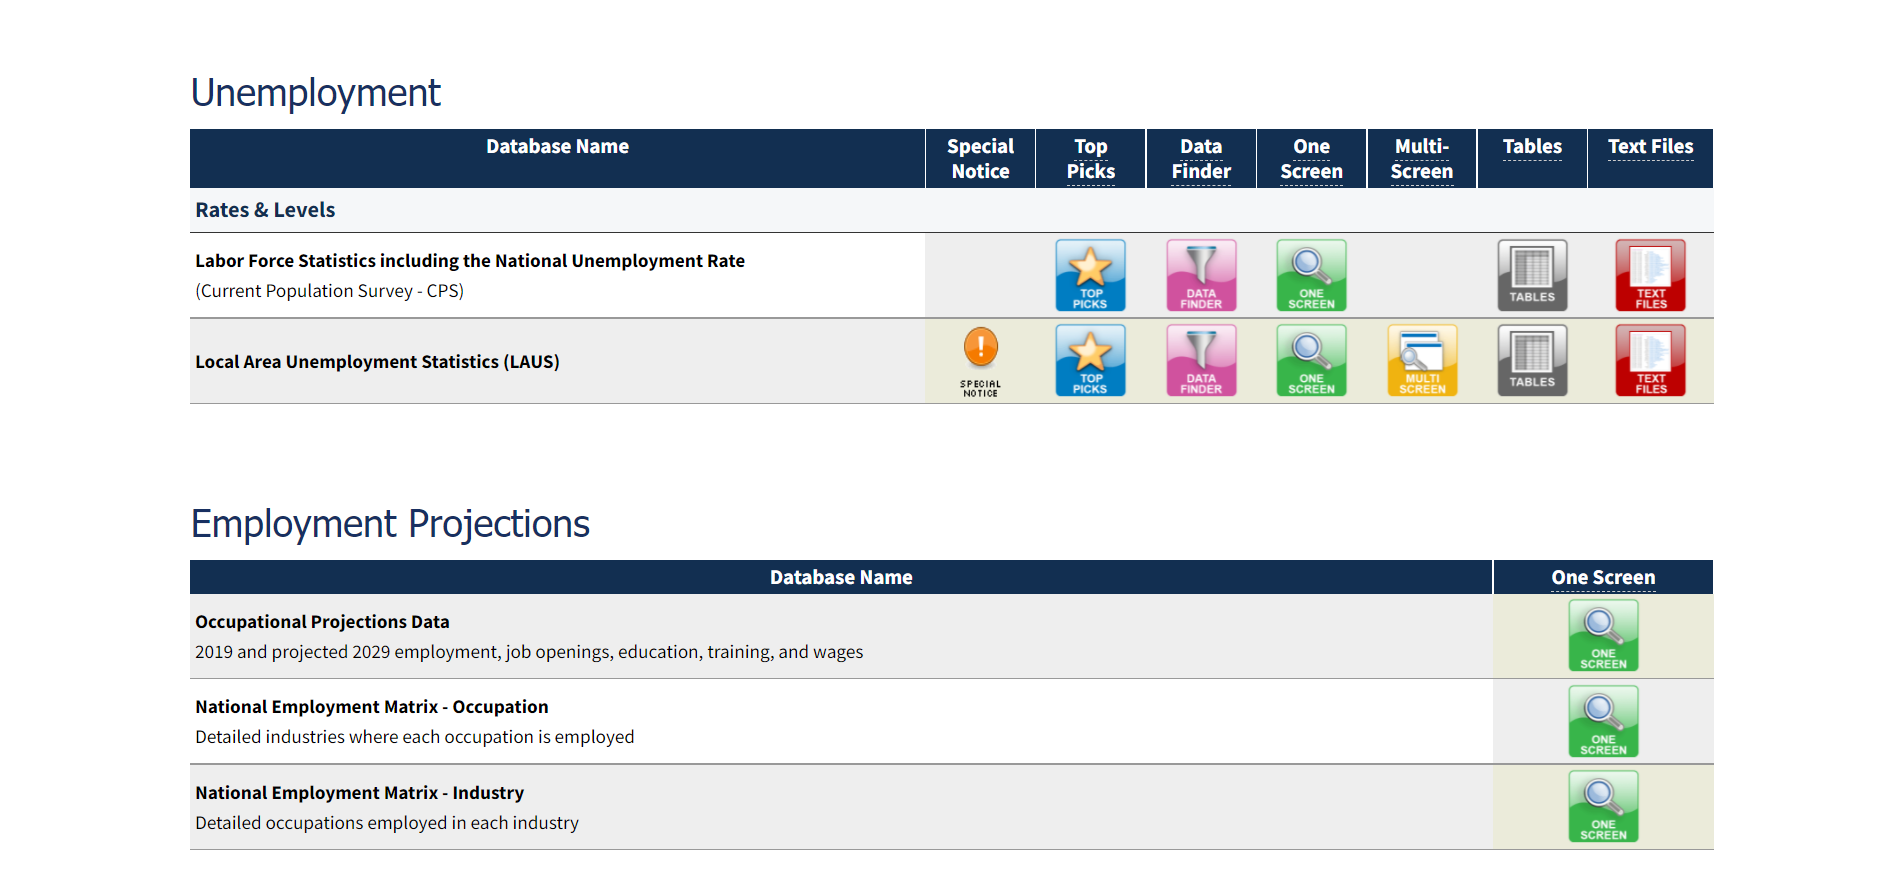 Unemployment
Database Name Special Notice Top Picks Data Finder One Screen Multi-Screen Tables Text Files
Rates & Levels
Labor Force Statistics including the National Unemployment Rate
(Current Population Survey - CPS)
TOP PICKS DATA FINDER ONE SCREEN TABLES TEXT FILES
Local Area Unemployment Statistics (LAUS)
! SPECIAL NOTICE TOP PICKS DATA FINDER ONE SCREEN MULTI SCREEN TABLES TEXT FILES
Employment Projections
Database Name One Screen
Occupational Projections Data
2019 and projected 2029 employment, job openings, education, training, and wages
ONE SCREEN
National Employment Matrix - Occupation
Detailed industries where each occupation is employed
ONE SCREEN
National Employment Matrix - Industry
Detailed occupations employed in each industry
ONE SCREEN